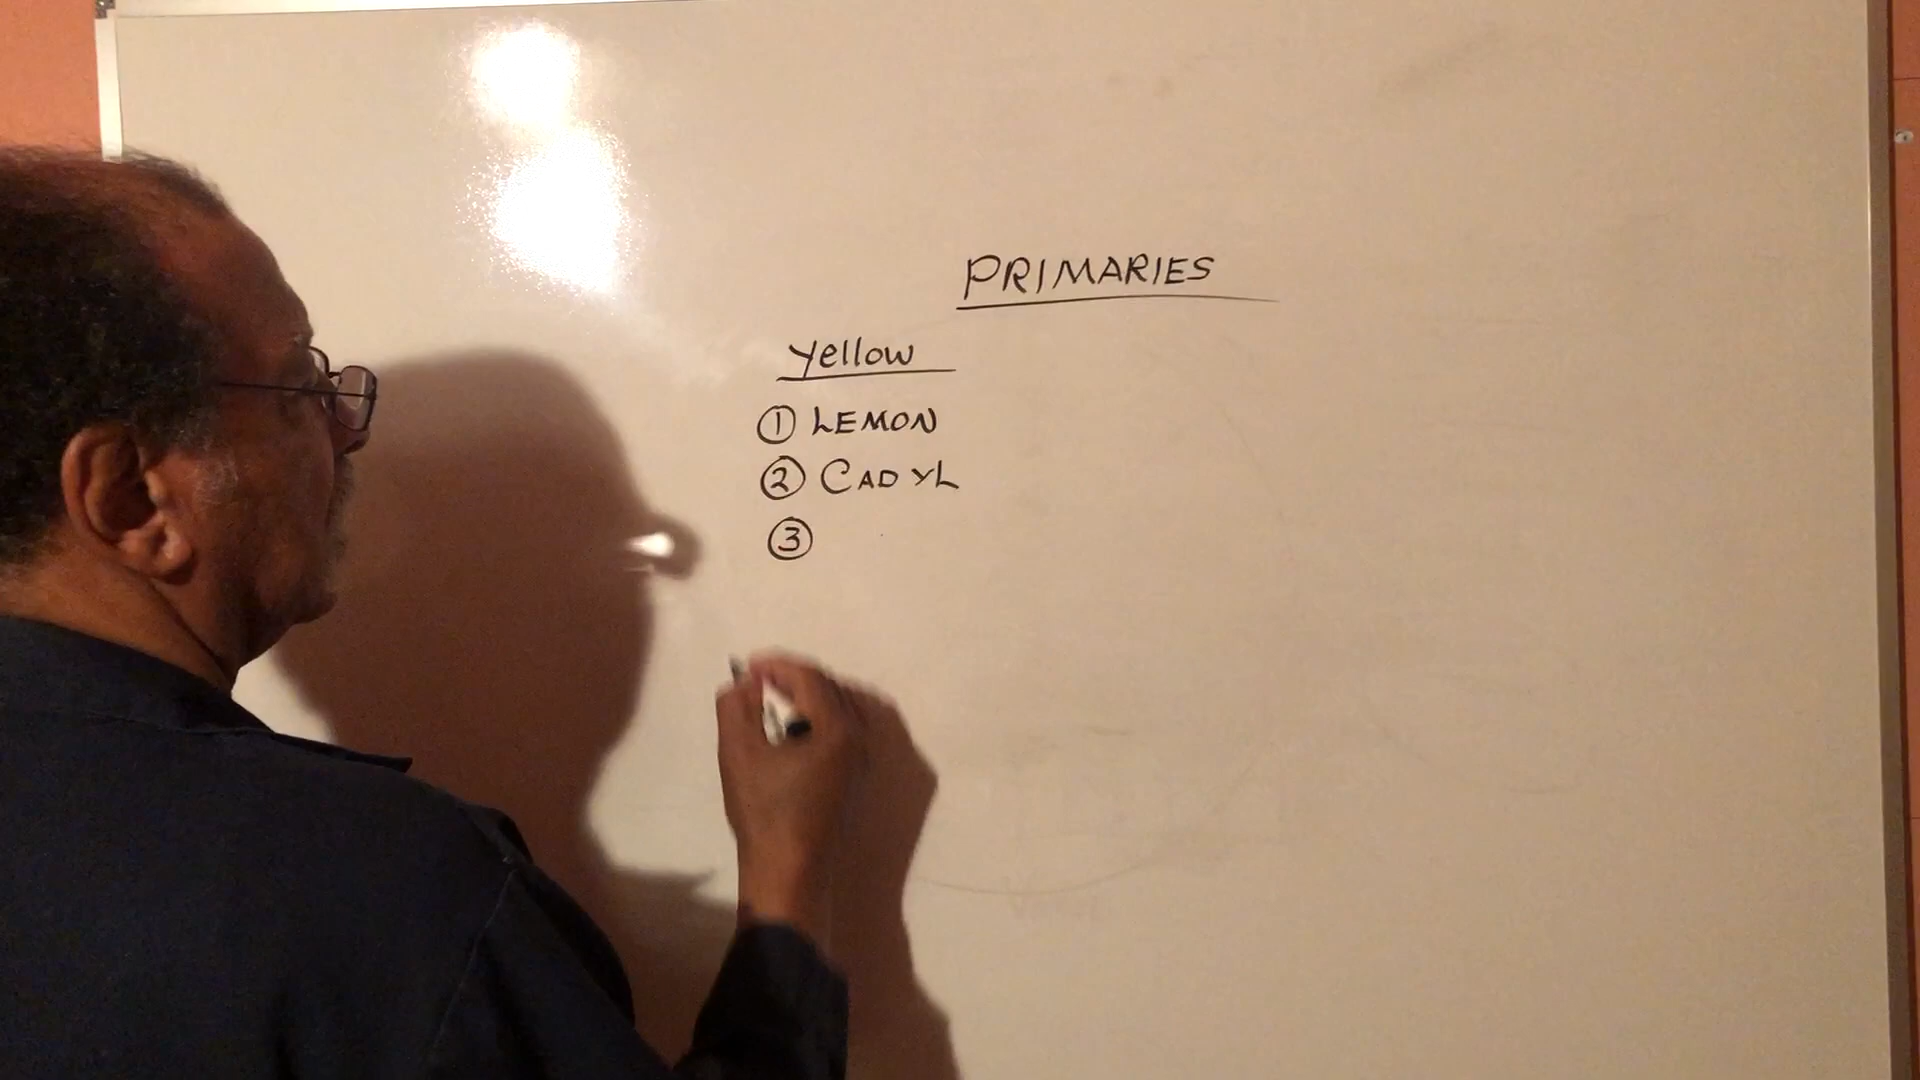 PRIMARIES
Yellow
① LEMON
② CAD YL
③